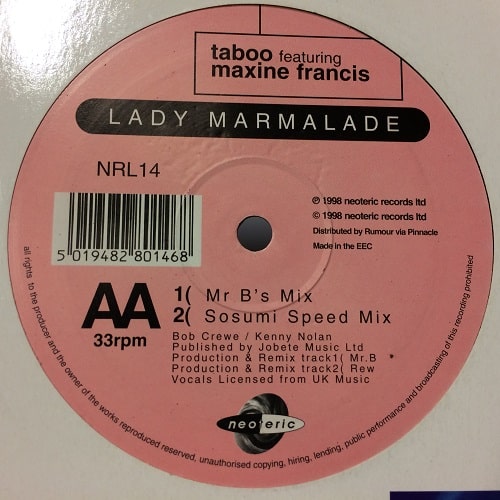 taboo featuring
maxine francis
LADY MARMALADE
NRL14
℗ 1998 neoteric records ltd
© 1998 neoteric records ltd
Distributed by Rumour via Pinnacle
Made in the EEC
5 019482 801468
AA
33rpm
1( Mr B's Mix
2( Sosumi Speed Mix
Bob Crewe / Kenny Nolan
Published by Jobete Music Ltd
Production & Remix track1( Mr.B
Production & Remix track2( Rew
Vocals Licensed from UK Music
neoteric
all rights to the producer and the owner of the works reproduced reserved, unauthorised copying, hiring, lending, public performance and broadcasting of this recording prohibited